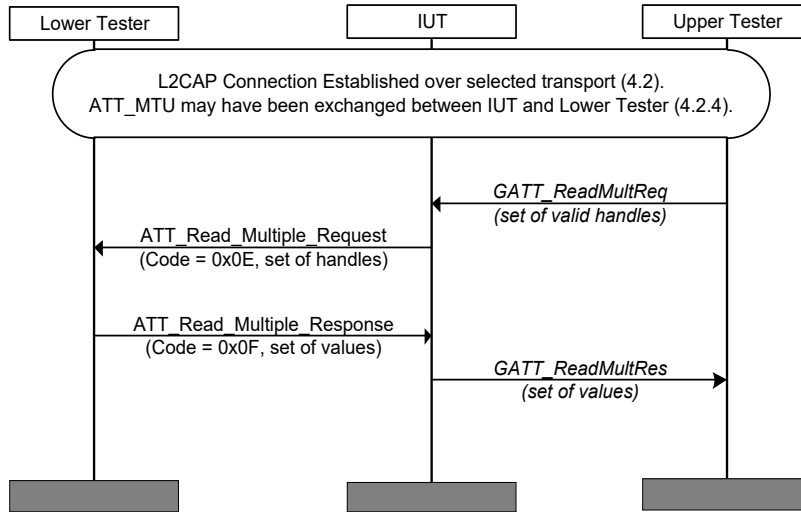 Lower Tester
IUT
Upper Tester
L2CAP Connection Established over selected transport (4.2).
ATT_MTU may have been exchanged between IUT and Lower Tester (4.2.4).
GATT_ReadMultReq
(set of valid handles)
ATT_Read_Multiple_Request
(Code = 0x0E, set of handles)
ATT_Read_Multiple_Response
(Code = 0x0F, set of values)
GATT_ReadMultRes
(set of values)